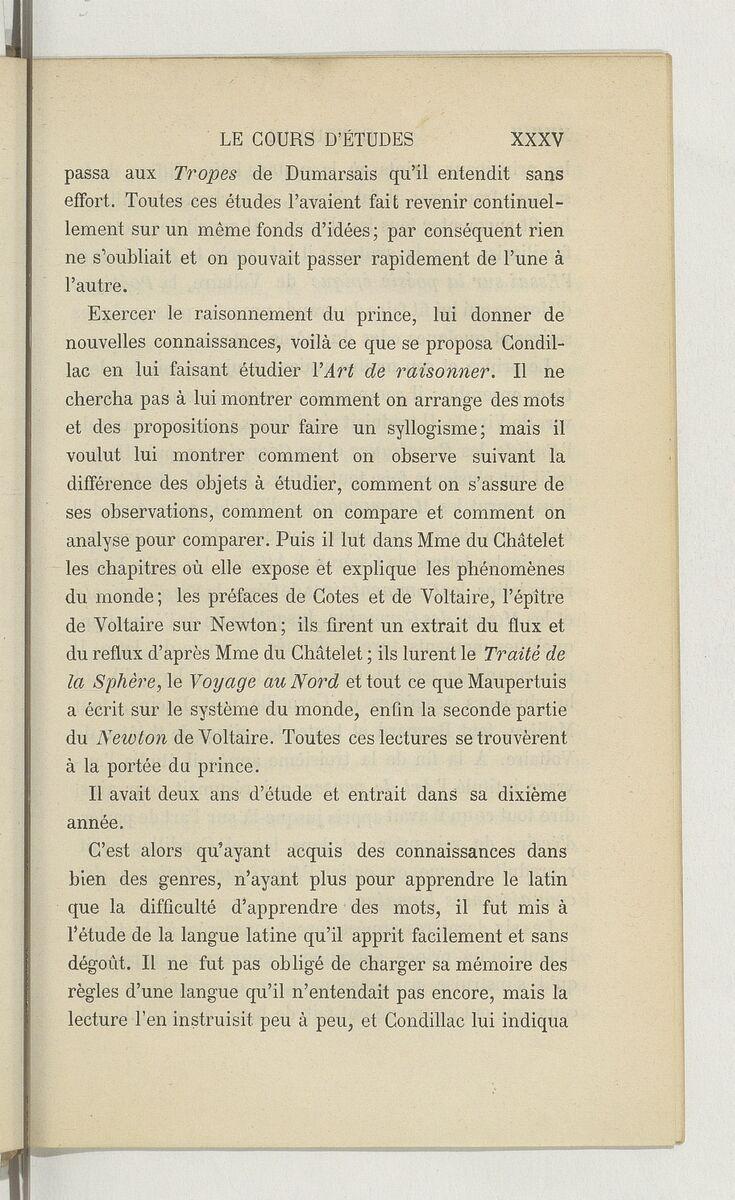 LE COURS D'ÉTUDES XXXV
passa aux Tropes de Dumarsais qu'il entendit sans
effort. Toutes ces études l'avaient fait revenir continuel-
lement sur un même fonds d'idées; par conséquent rien
ne s'oubliait et on pouvait passer rapidement de l'une à
l'autre.
Exercer le raisonnement du prince, lui donner de
nouvelles connaissances, voilà ce que se proposa Condil-
lac en lui faisant étudier l'Art de raisonner. Il ne
chercha pas à lui montrer comment on arrange des mots
et des propositions pour faire un syllogisme; mais il
voulut lui montrer comment on observe suivant la
différence des objets à étudier, comment on s'assure de
ses observations, comment on compare et comment on
analyse pour comparer. Puis il lut dans Mme du Châtelet
les chapitres où elle expose et explique les phénomènes
du monde; les préfaces de Cotes et de Voltaire, l'épître
de Voltaire sur Newton; ils firent un extrait du flux et
du reflux d'après Mme du Châtelet; ils lurent le Traité de
la Sphère, le Voyage au Nord et tout ce que Maupertuis
a écrit sur le système du monde, enfin la seconde partie
du Newton de Voltaire. Toutes ces lectures se trouvèrent
à la portée du prince.
Il avait deux ans d'étude et entrait dans sa dixième
année.
C'est alors qu'ayant acquis des connaissances dans
bien des genres, n'ayant plus pour apprendre le latin
que la difficulté d'apprendre des mots, il fut mis à
l'étude de la langue latine qu'il apprit facilement et sans
dégoût. Il ne fut pas obligé de charger sa mémoire des
règles d'une langue qu'il n'entendait pas encore, mais la
lecture l'en instruisit peu à peu, et Condillac lui indiqua